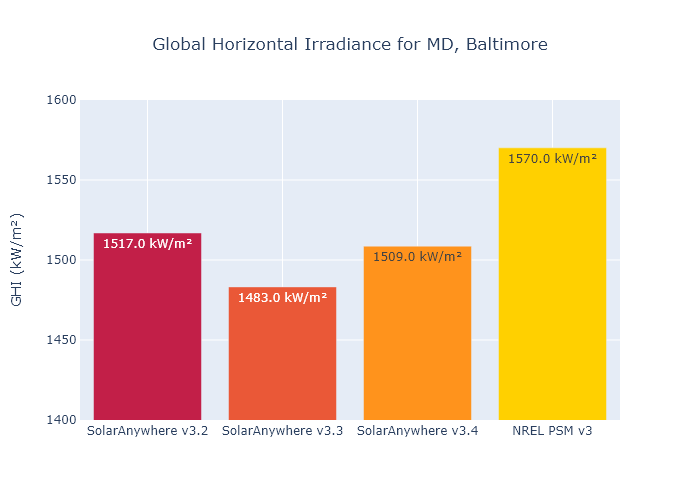 Global Horizontal Irradiance for MD, Baltimore
GHI (kW/m²)
1600
1550
1500
1450
1400
1517.0 kW/m²
1483.0 kW/m²
1509.0 kW/m²
1570.0 kW/m²
SolarAnywhere v3.2
SolarAnywhere v3.3
SolarAnywhere v3.4
NREL PSM v3